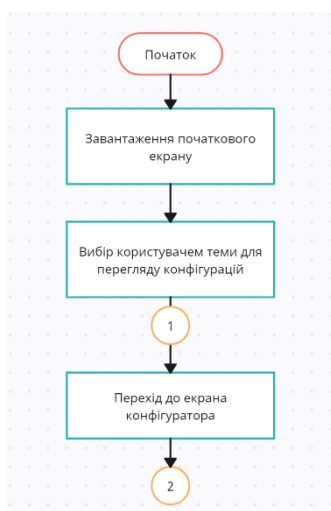 Початок
Завантаження початкового
екрану
Вибір користувачем теми для
перегляду конфігурацій
1
Перехід до екрана
конфігуратора
2